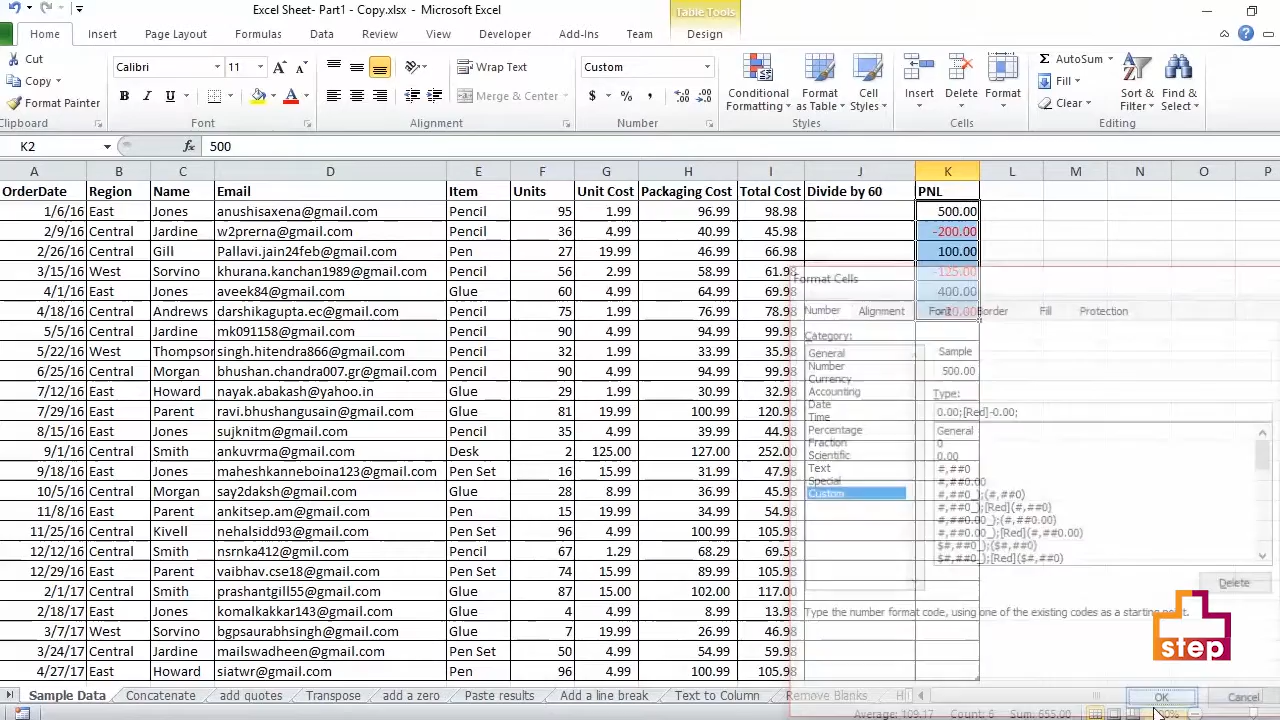 Excel Sheet- Part1 - Copy.xlsx - Microsoft Excel
Table Tools
Home Insert Page Layout Formulas Data Review View Developer Add-Ins Team Design
Cut
Copy
Format Painter
Clipboard
Calibri 11
B I U
Font
Wrap Text
Merge & Center
Alignment
Custom
$ % ,
Number
Conditional Formatting
Format as Table
Cell Styles
Styles
Insert Delete Format
Cells
Σ AutoSum
Fill
Clear
Sort & Filter
Find & Select
Editing
K2 fx 500
A B C D E F G H I J K L M N O P
OrderDate Region Name Email Item Units Unit Cost Packaging Cost Total Cost Divide by 60 PNL
1/6/16 East Jones anushisaxena@gmail.com Pencil 95 1.99 96.99 98.98 500.00
2/9/16 Central Jardine w2prerna@gmail.com Pencil 36 4.99 40.99 45.98 -200.00
2/26/16 Central Gill Pallavi.jain24feb@gmail.com Pen 27 19.99 46.99 66.98 100.00
3/15/16 West Sorvino khurana.kanchan1989@gmail.com Pencil 56 2.99 58.99 61.98 -125.00
4/1/16 East Jones aveek84@gmail.com Glue 60 4.99 64.99 69.98 400.00
4/18/16 Central Andrews darshikagupta.ec@gmail.com Pencil 75 1.99 76.99 78.98
5/5/16 Central Jardine mk091158@gmail.com Pencil 90 4.99 94.99 99.98
5/22/16 West Thompson singh.hitendra866@gmail.com Pencil 32 1.99 33.99 35.98
6/25/16 Central Morgan bhushan.chandra007.gr@gmail.com Pencil 90 4.99 94.99 99.98
7/12/16 East Howard nayak.abakash@yahoo.in Glue 29 1.99 30.99 32.98
7/29/16 East Parent ravi.bhushangusain@gmail.com Glue 81 19.99 100.99 120.98
8/15/16 East Jones sujknitm@gmail.com Glue 35 4.99 39.99 44.98
9/1/16 Central Smith ankuvrma@gmail.com Desk 2 125.00 127.00 252.00
9/18/16 East Jones maheshkanneboina123@gmail.com Pen Set 16 15.99 31.99 47.98
10/5/16 Central Morgan say2daksh@gmail.com Glue 28 8.99 36.99 45.98
11/8/16 East Parent ankitsepahi@gmail.com Pen 15 19.99 34.99 54.98
11/25/16 Central Kivell nehalsidd93@gmail.com Pen Set 96 4.99 100.99 105.98
12/12/16 Central Smith nsrnka412@gmil.com Pencil 67 1.29 68.29 69.58
12/29/16 East Parent vaibhav.cse18@gmail.com Pen Set 74 15.99 89.99 105.98
2/1/17 Central Smith prashantgill55@gmail.com Glue 87 15.00 102.00 117.00
2/18/17 East Jones komalkakkar143@gmail.com Glue 4 4.99 8.99 13.98
3/7/17 West Sorvino bgpsaurabhsingh@gmail.com Glue 7 19.99 26.99 46.98
3/24/17 Central Jardine mailswadheen@gmail.com Pen Set 50 4.99 54.99 59.98
4/27/17 East Howard siatwr@gmail.com Pen 96 4.99 100.99 105.98
Format Cells
Number Alignment Font Border Fill Protection
Category:
General
Number
Currency
Accounting
Date
Time
Percentage
Fraction
Scientific
Text
Special
Custom
Sample
500.00
Type:
0.00;[Red]-0.00;
General
0
0.00
#,##0
#,##0.00
#,##0_);(#,##0)
#,##0_);[Red](#,##0)
#,##0.00_);(#,##0.00)
#,##0.00_);[Red](#,##0.00)
$#,##0_);($#,##0)
$#,##0_);[Red]($#,##0)
Delete
Type the number format code, using one of the existing codes as a starting point.
OK Cancel
step
Sample Data Concatenate add quotes Transpose add a zero Paste results Add a line break Text to Column Remove Blanks
Average: 109.17 Count: 6 Sum: 655.00